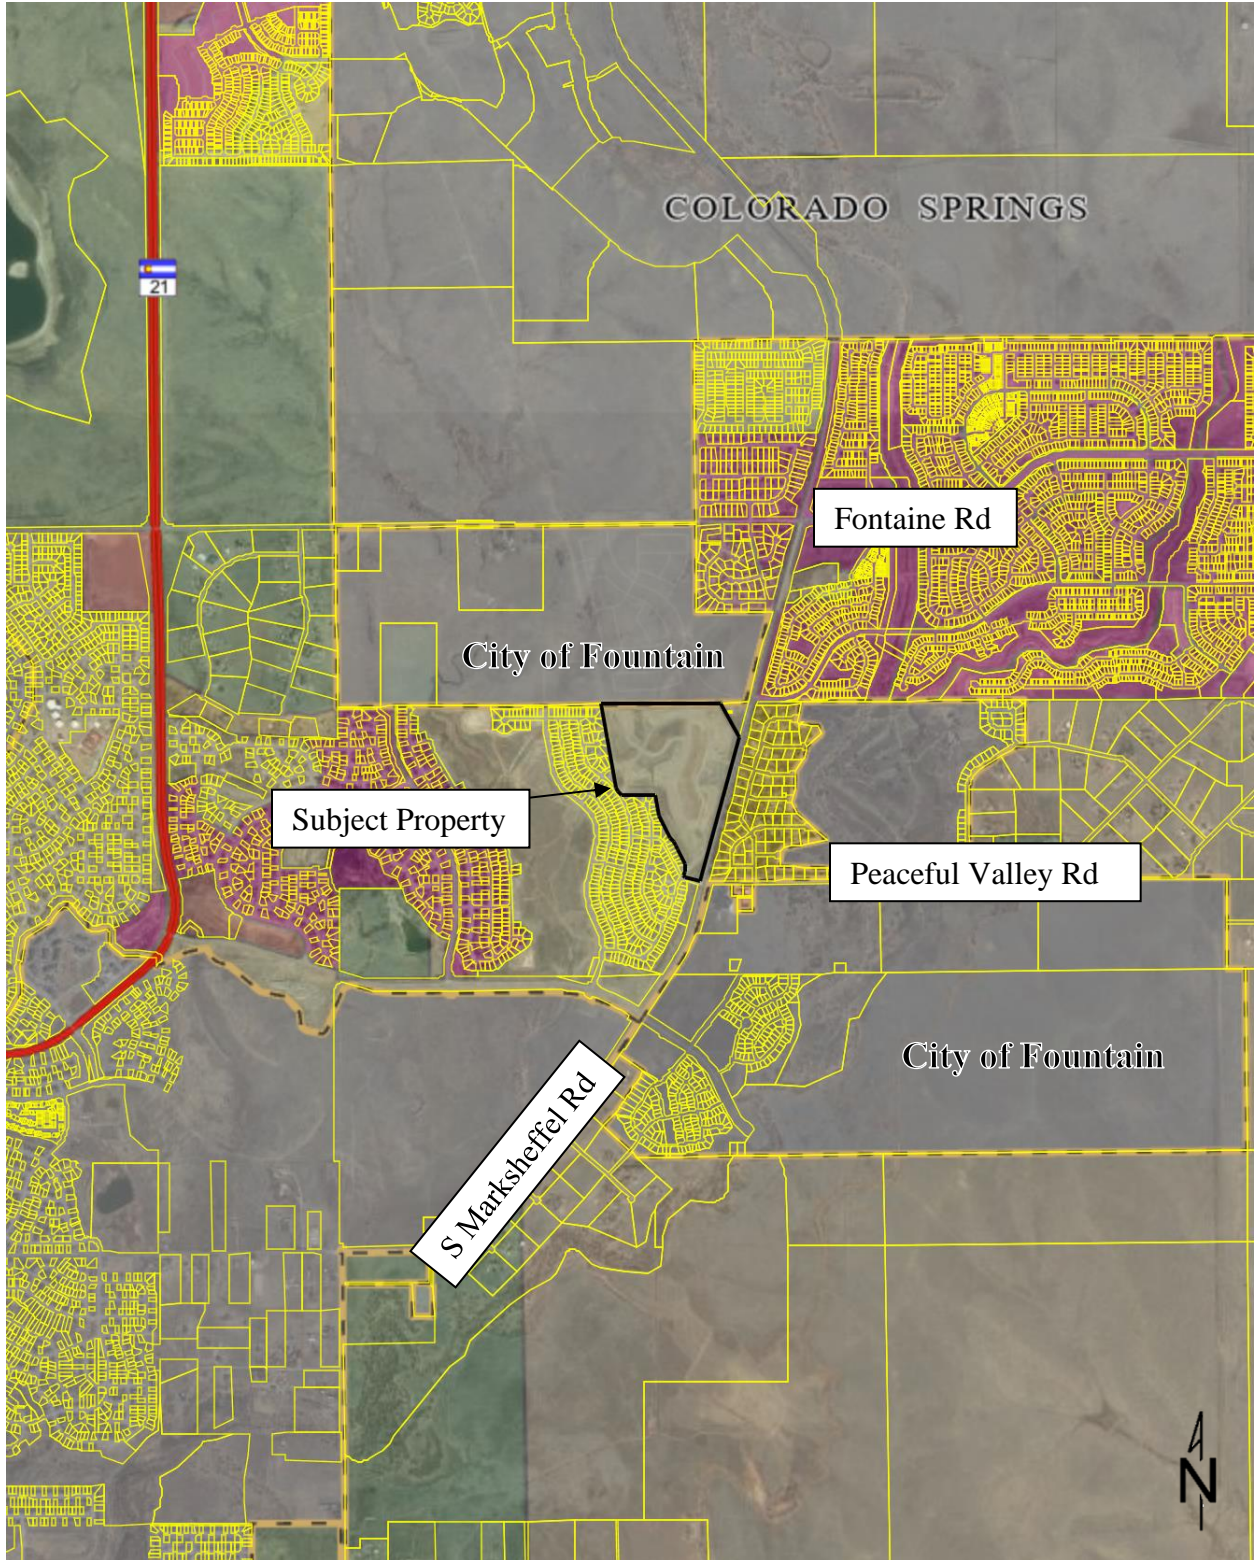 COLORADO SPRINGS
21
Fontaine Rd
City of Fountain
Subject Property
Peaceful Valley Rd
City of Fountain
S Marksheffel Rd
N